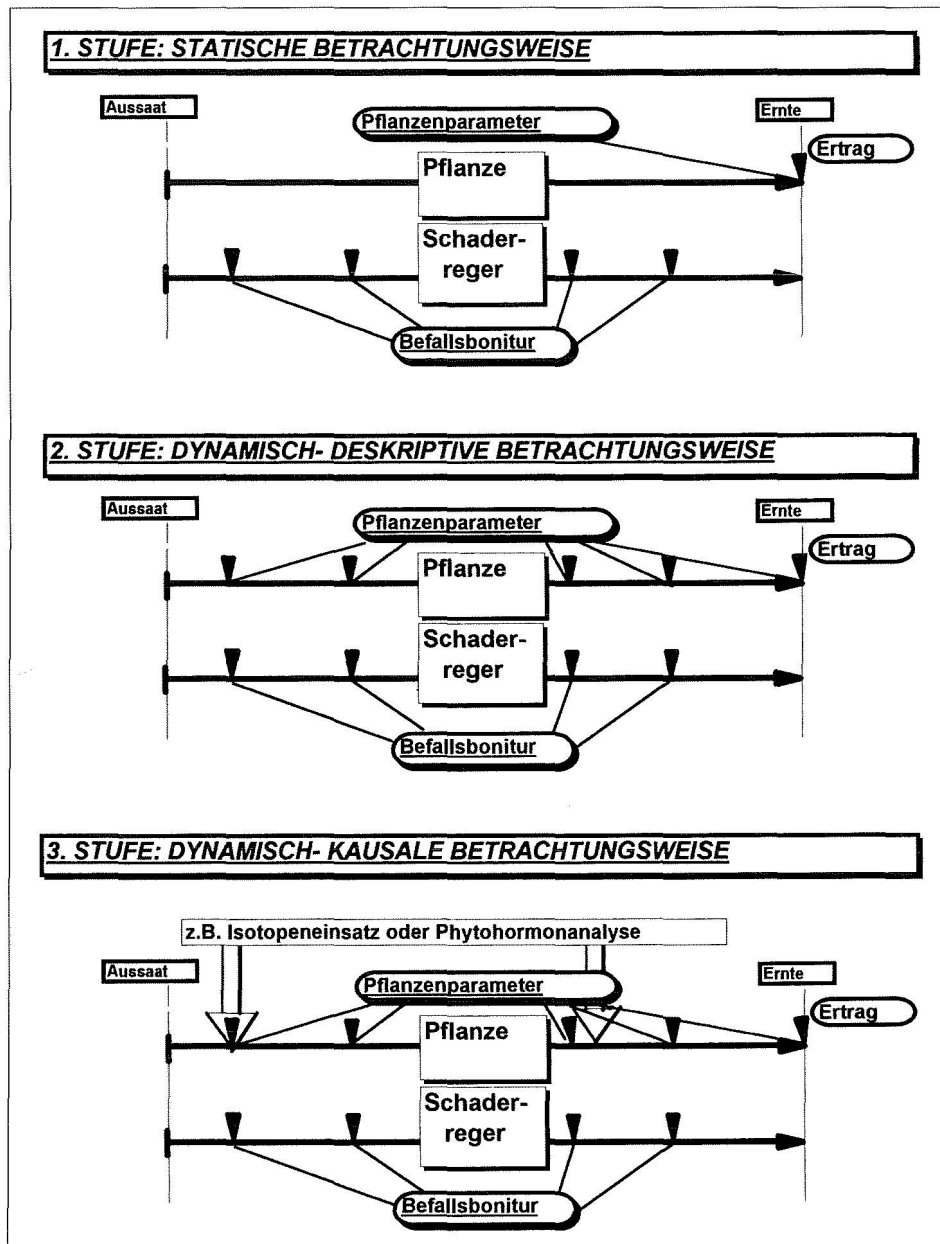 1. STUFE: STATISCHE BETRACHTUNGSWEISE
Aussaat
Pflanzenparameter
Ernte
Ertrag
Pflanze
Schader-
reger
Befallsbonitur
2. STUFE: DYNAMISCH- DESKRIPTIVE BETRACHTUNGSWEISE
Aussaat
Pflanzenparameter
Ernte
Ertrag
Pflanze
Schader-
reger
Befallsbonitur
3. STUFE: DYNAMISCH- KAUSALE BETRACHTUNGSWEISE
z.B. Isotopeneinsatz oder Phytohormonanalyse
Aussaat
Pflanzenparameter
Ernte
Ertrag
Pflanze
Schader-
reger
Befallsbonitur